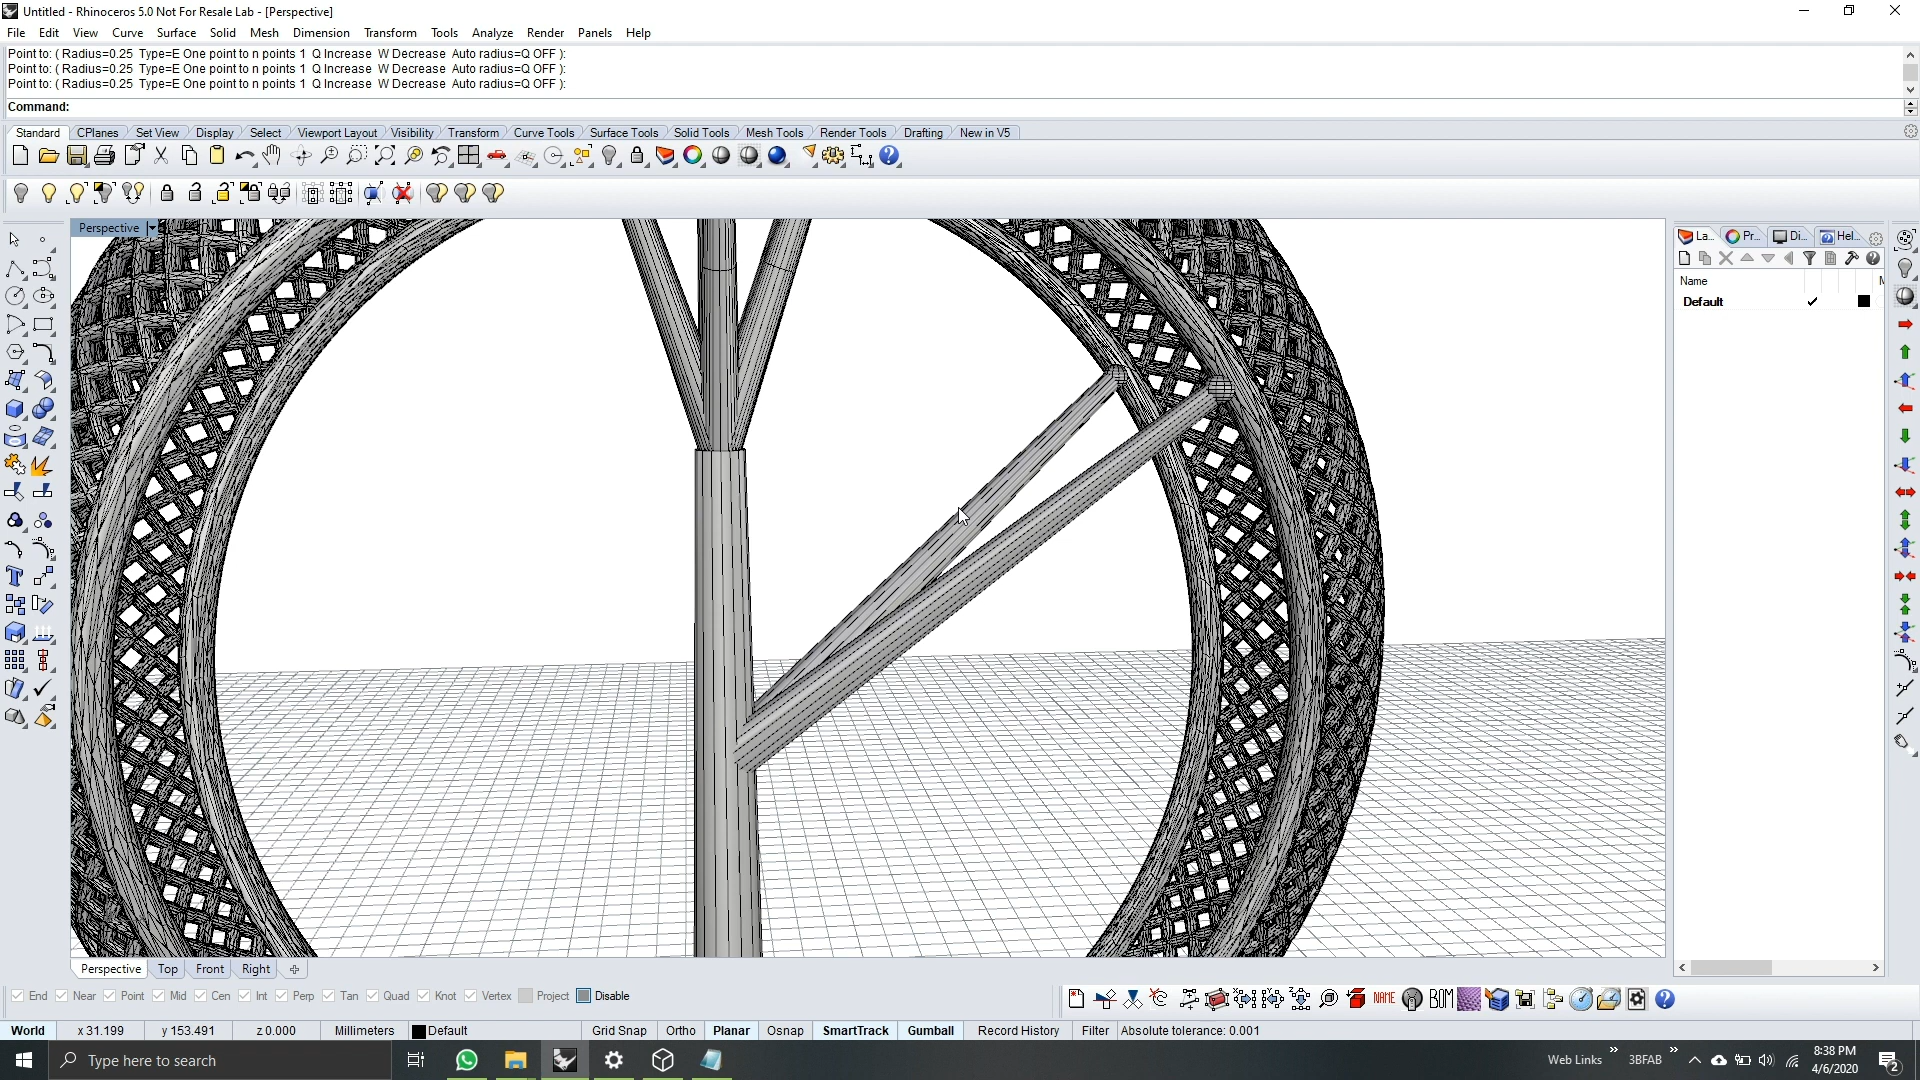 Untitled - Rhinoceros 5.0 Not For Resale Lab - [Perspective]
File Edit View Curve Surface Solid Mesh Dimension Transform Tools Analyze Render Panels Help
Point to: ( Radius=0.25 Type=E One point to n points 1 Q Increase W Decrease Auto radius=Q OFF ):
Point to: ( Radius=0.25 Type=E One point to n points 1 Q Increase W Decrease Auto radius=Q OFF ):
Point to: ( Radius=0.25 Type=E One point to n points 1 Q Increase W Decrease Auto radius=Q OFF ):
Command:
Standard CPlanes Set View Display Select Viewport Layout Visibility Transform Curve Tools Surface Tools Solid Tools Mesh Tools Render Tools Drafting New in V5
Perspective
La... Pr... Di... Hel...
Name
Default
Perspective Top Front Right
End Near Point Mid Cen Int Perp Tan Quad Knot Vertex Project Disable
NAME BOM
World x 31.199 y 153.491 z 0.000 Millimeters Default Grid Snap Ortho Planar Osnap SmartTrack Gumball Record History Filter Absolute tolerance: 0.001
Type here to search
Web Links 3BFAB
8:38 PM
4/6/2020
2